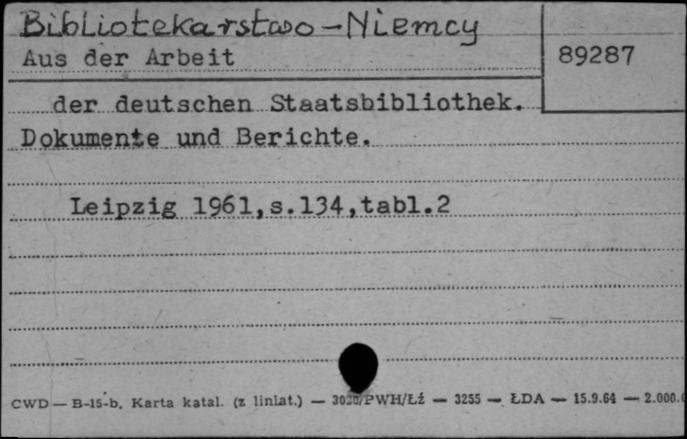 Bibliotekarstwo – Niemcy
Aus der Arbeit
89287
der deutschen Staatsbibliothek.
Dokumente und Berichte.
Leipzig 1961,s.134,tabl.2
CWD — B-15-b, Karta katal. (z liniat.) — PWH/Łź — 3255 — ŁDA — 15.9.64 — 2.000.